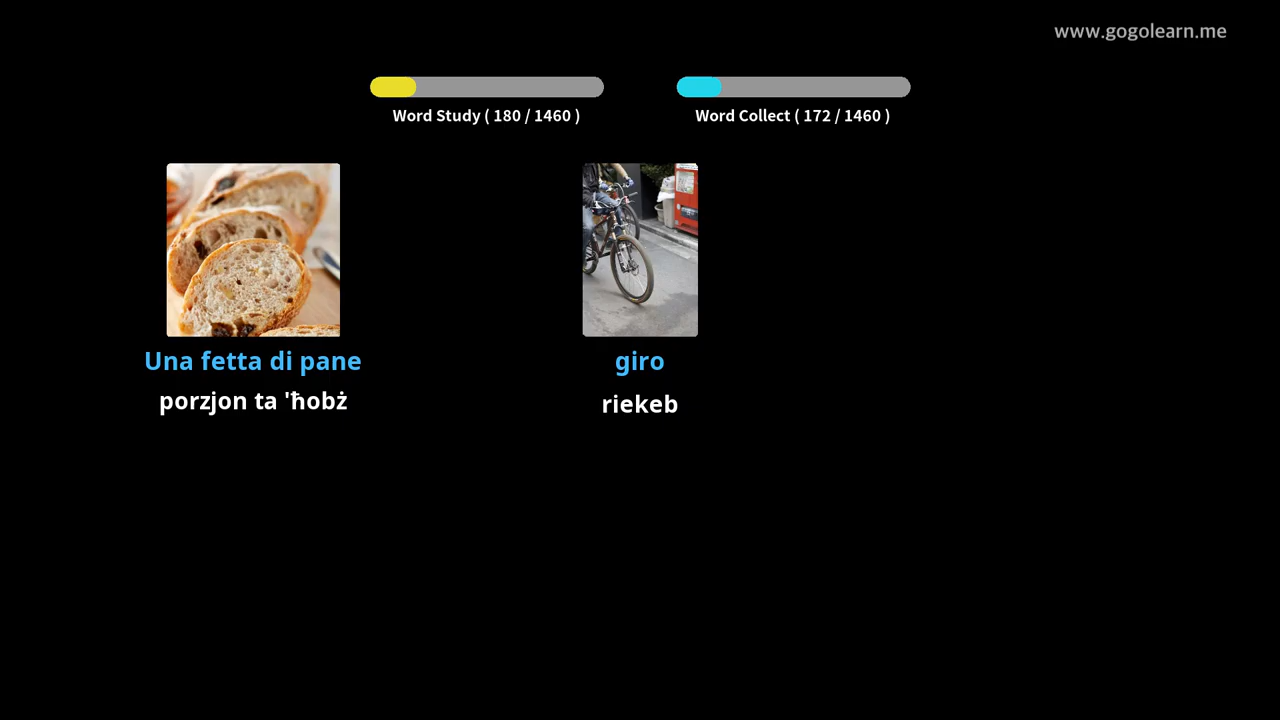 www.gogolearn.me
Word Study ( 180 / 1460 )
Word Collect ( 172 / 1460 )
Una fetta di pane
porzjon ta 'ħobż
giro
riekeb